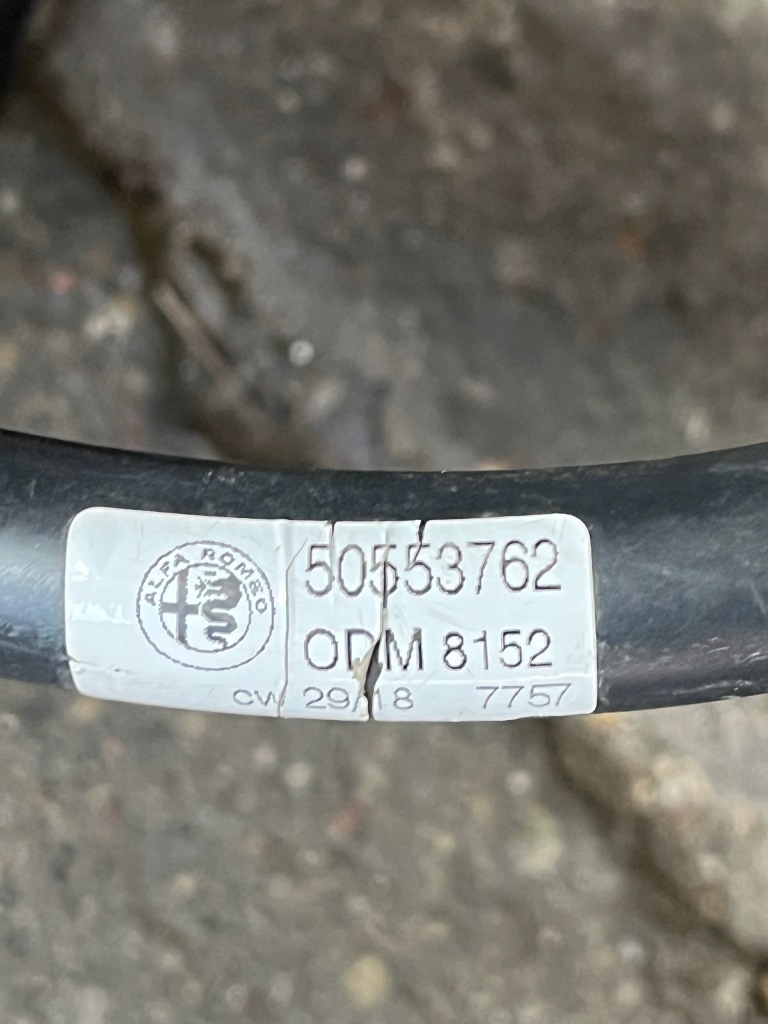 ALFA ROMEO
50553762
ODM 8152
CW 29/18 7757